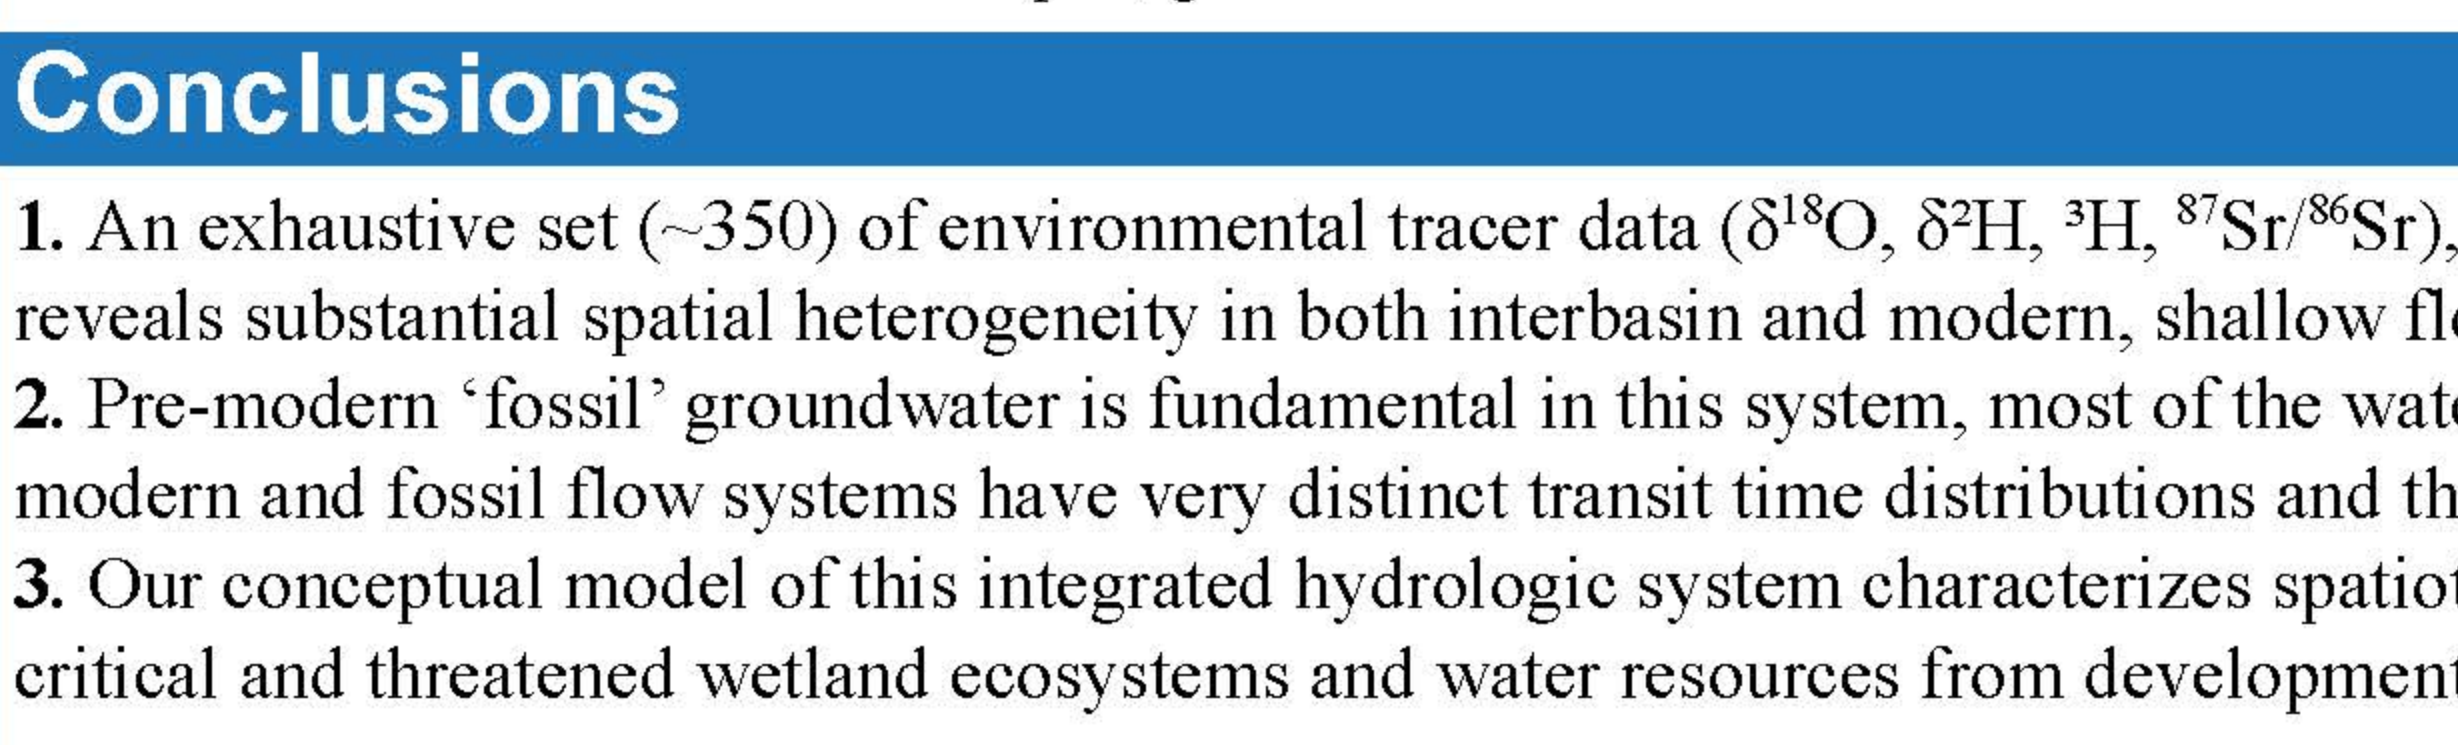 Conclusions
1. An exhaustive set (~350) of environmental tracer data (δ¹⁸O, δ²H, ³H, ⁸⁷Sr/⁸⁶Sr),
reveals substantial spatial heterogeneity in both interbasin and modern, shallow
2. Pre-modern ‘fossil’ groundwater is fundamental in this system, most of the
modern and fossil flow systems have very distinct transit time distributions and
3. Our conceptual model of this integrated hydrologic system characterizes
critical and threatened wetland ecosystems and water resources from development